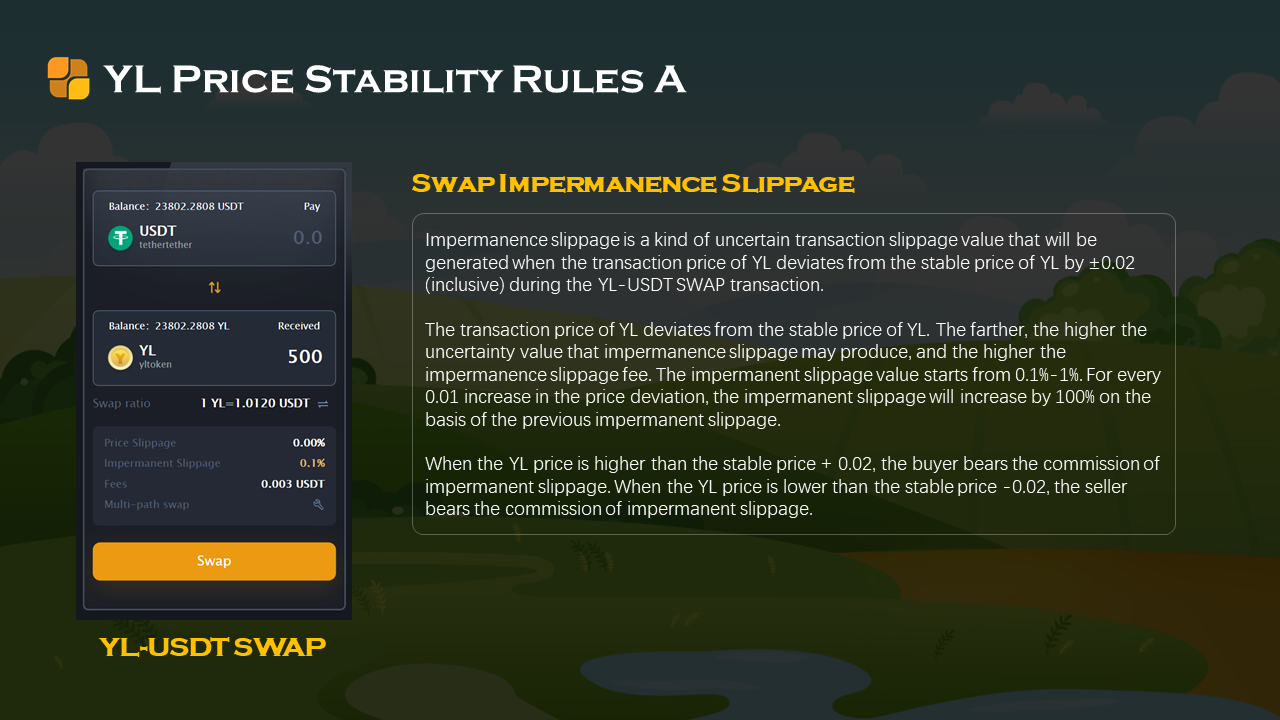 YL Price Stability Rules A
Balance: 23802.2808 USDT Pay
USDT
tethertether
0.0
Balance: 23802.2808 YL Received
YL
yltoken
500
Swap ratio 1 YL=1.0120 USDT
Price Slippage 0.00%
Impermanent Slippage 0.1%
Fees 0.003 USDT
Multi-path swap
Swap
YL-USDT SWAP
Swap Impermanence Slippage
Impermanence slippage is a kind of uncertain transaction slippage value that will be
generated when the transaction price of YL deviates from the stable price of YL by ±0.02
(inclusive) during the YL-USDT SWAP transaction.
The transaction price of YL deviates from the stable price of YL. The farther, the higher the
uncertainty value that impermanence slippage may produce, and the higher the
impermanence slippage fee. The impermanent slippage value starts from 0.1%-1%. For every
0.01 increase in the price deviation, the impermanent slippage will increase by 100% on the
basis of the previous impermanent slippage.
When the YL price is higher than the stable price + 0.02, the buyer bears the commission of
impermanent slippage. When the YL price is lower than the stable price -0.02, the seller
bears the commission of impermanent slippage.